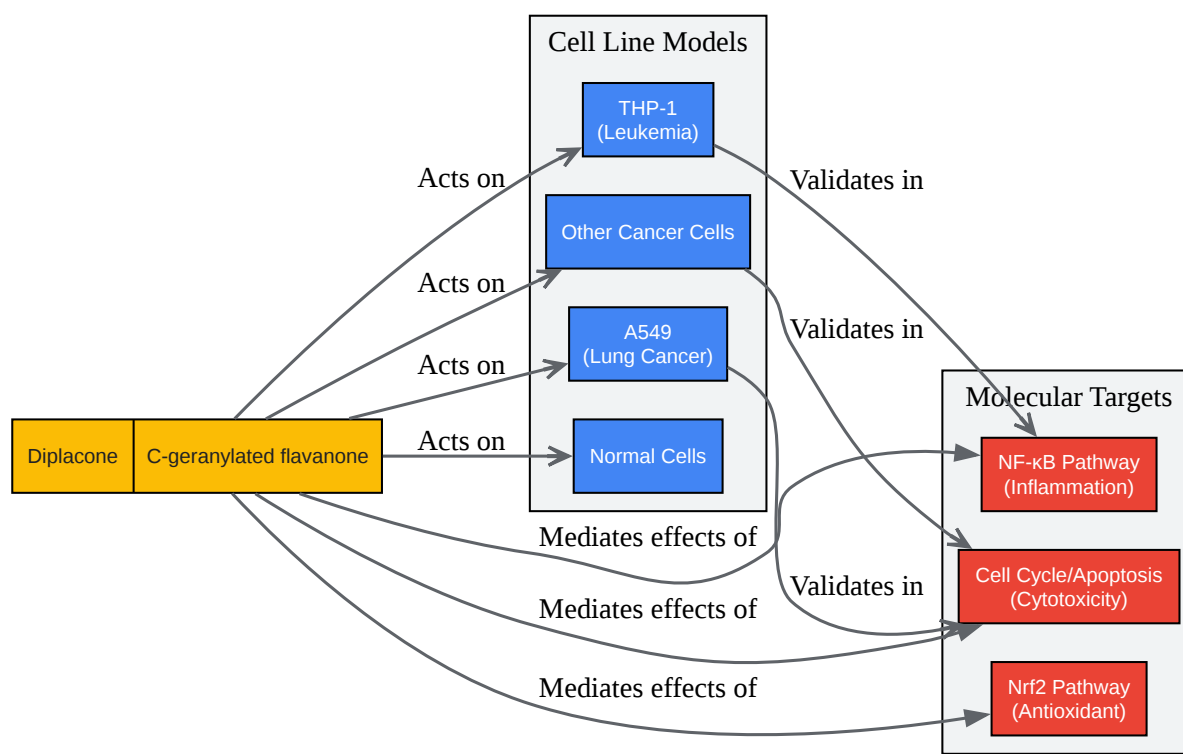 Cell Line Models
THP-1
(Leukemia)
Acts on
Validates in
Other Cancer Cells
Acts on
A549
(Lung Cancer)
Validates in
Acts on
Molecular Targets
Diplacone
C-geranylated flavanone
Acts on
Normal Cells
NF-κB Pathway
(Inflammation)
Mediates effects of
Cell Cycle/Apoptosis
(Cytotoxicity)
Validates in
Mediates effects of
Nrf2 Pathway
(Antioxidant)
Mediates effects of